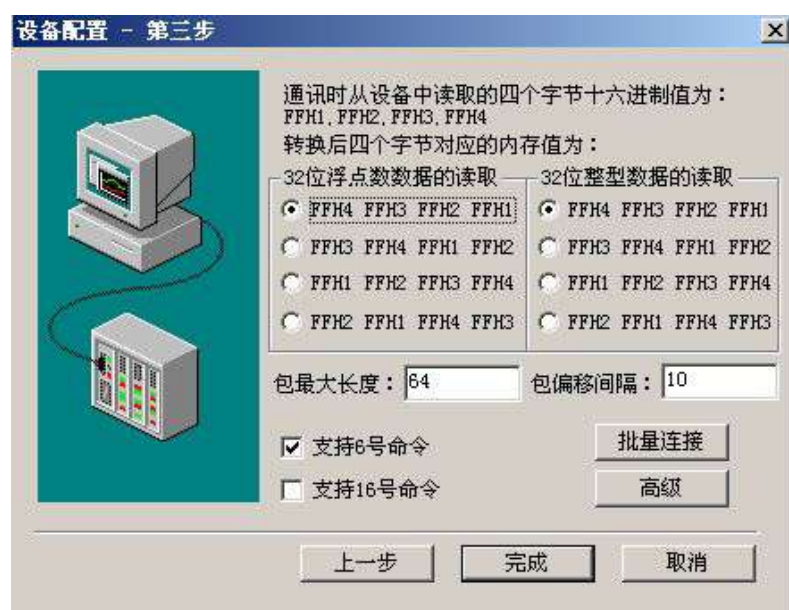 设备配置 - 第三步
通讯时从设备中读取的四个字节十六进制值为：
FFH1, FFH2, FFH3, FFH4
转换后四个字节对应的内存值为：
32位浮点数数据的读取 32位整型数据的读取
FFH4 FFH3 FFH2 FFH1 FFH4 FFH3 FFH2 FFH1
FFH3 FFH4 FFH1 FFH2 FFH3 FFH4 FFH1 FFH2
FFH1 FFH2 FFH3 FFH4 FFH1 FFH2 FFH3 FFH4
FFH2 FFH1 FFH4 FFH3 FFH2 FFH1 FFH4 FFH3
包最大长度：64 包偏移间隔：10
支持6号命令 批量连接
支持16号命令 高级
上一步 完成 取消